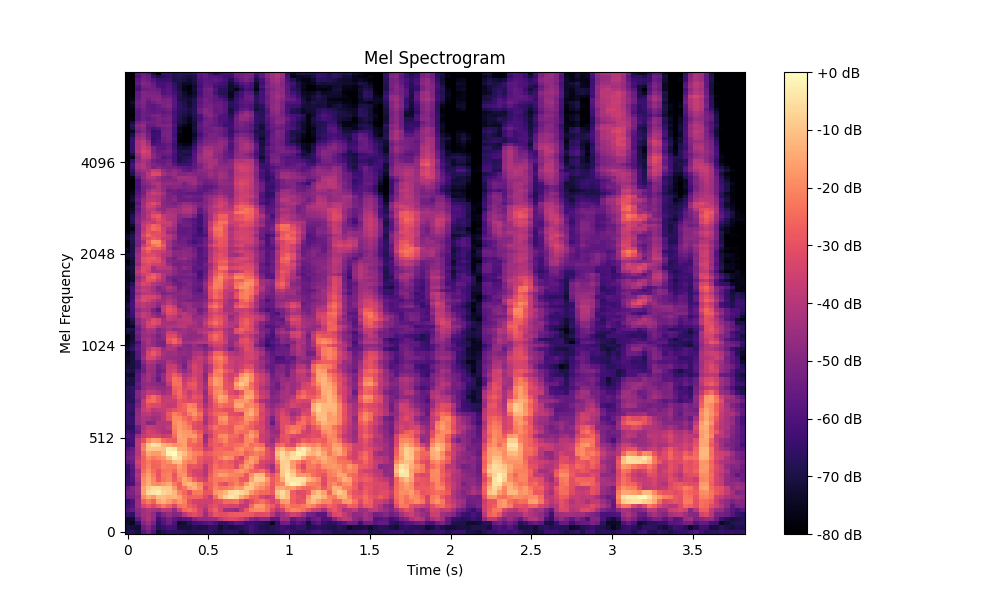 Mel Spectrogram
+0 dB
-10 dB
-20 dB
-30 dB
-40 dB
-50 dB
-60 dB
-70 dB
-80 dB
Mel Frequency
4096
2048
1024
512
0
0 0.5 1 1.5 2 2.5 3 3.5
Time (s)